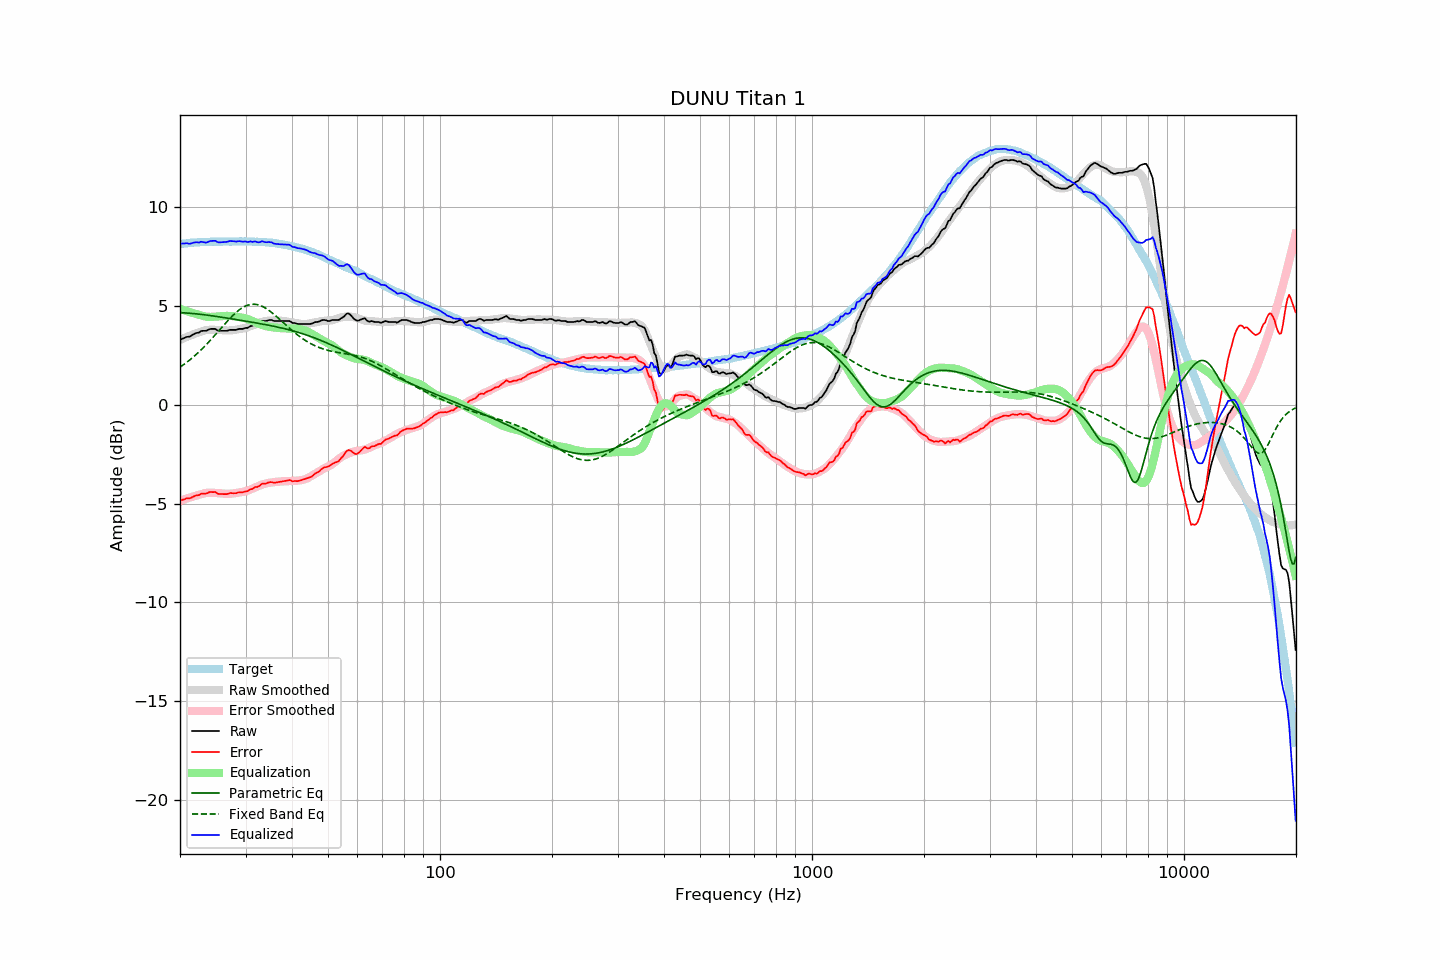 DUNU Titan 1
10
5
0
−5
−10
−15
−20
Amplitude (dBr)
Target
Raw Smoothed
Error Smoothed
Raw
Error
Equalization
Parametric Eq
Fixed Band Eq
Equalized
100
1000
10000
Frequency (Hz)